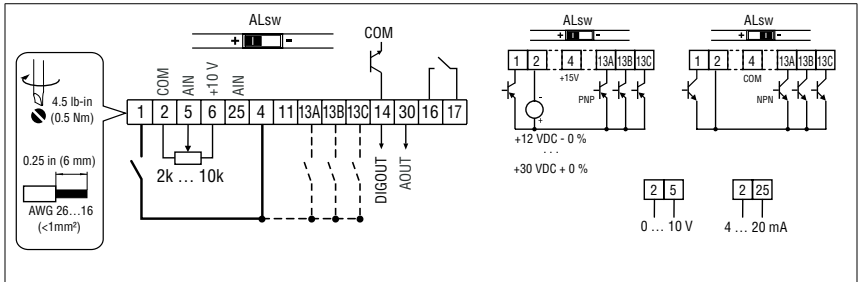 ALsw
+ -
COM
4.5 lb-in
(0.5 Nm)
0.25 in (6 mm)
AWG 26...16
(<1mm²)
COM
AIN
+10 V
AIN
1 2 5 6 25 4 11 13A 13B 13C 14 30 16 17
2k ... 10k
DIGOUT
AOUT
ALsw
+ -
1 2 4 13A 13B 13C
+15V
PNP
-
+
+12 VDC - 0 %
...
+30 VDC + 0 %
ALsw
+ -
1 2 4 13A 13B 13C
COM
NPN
2 5
0 ... 10 V
2 25
4 ... 20 mA